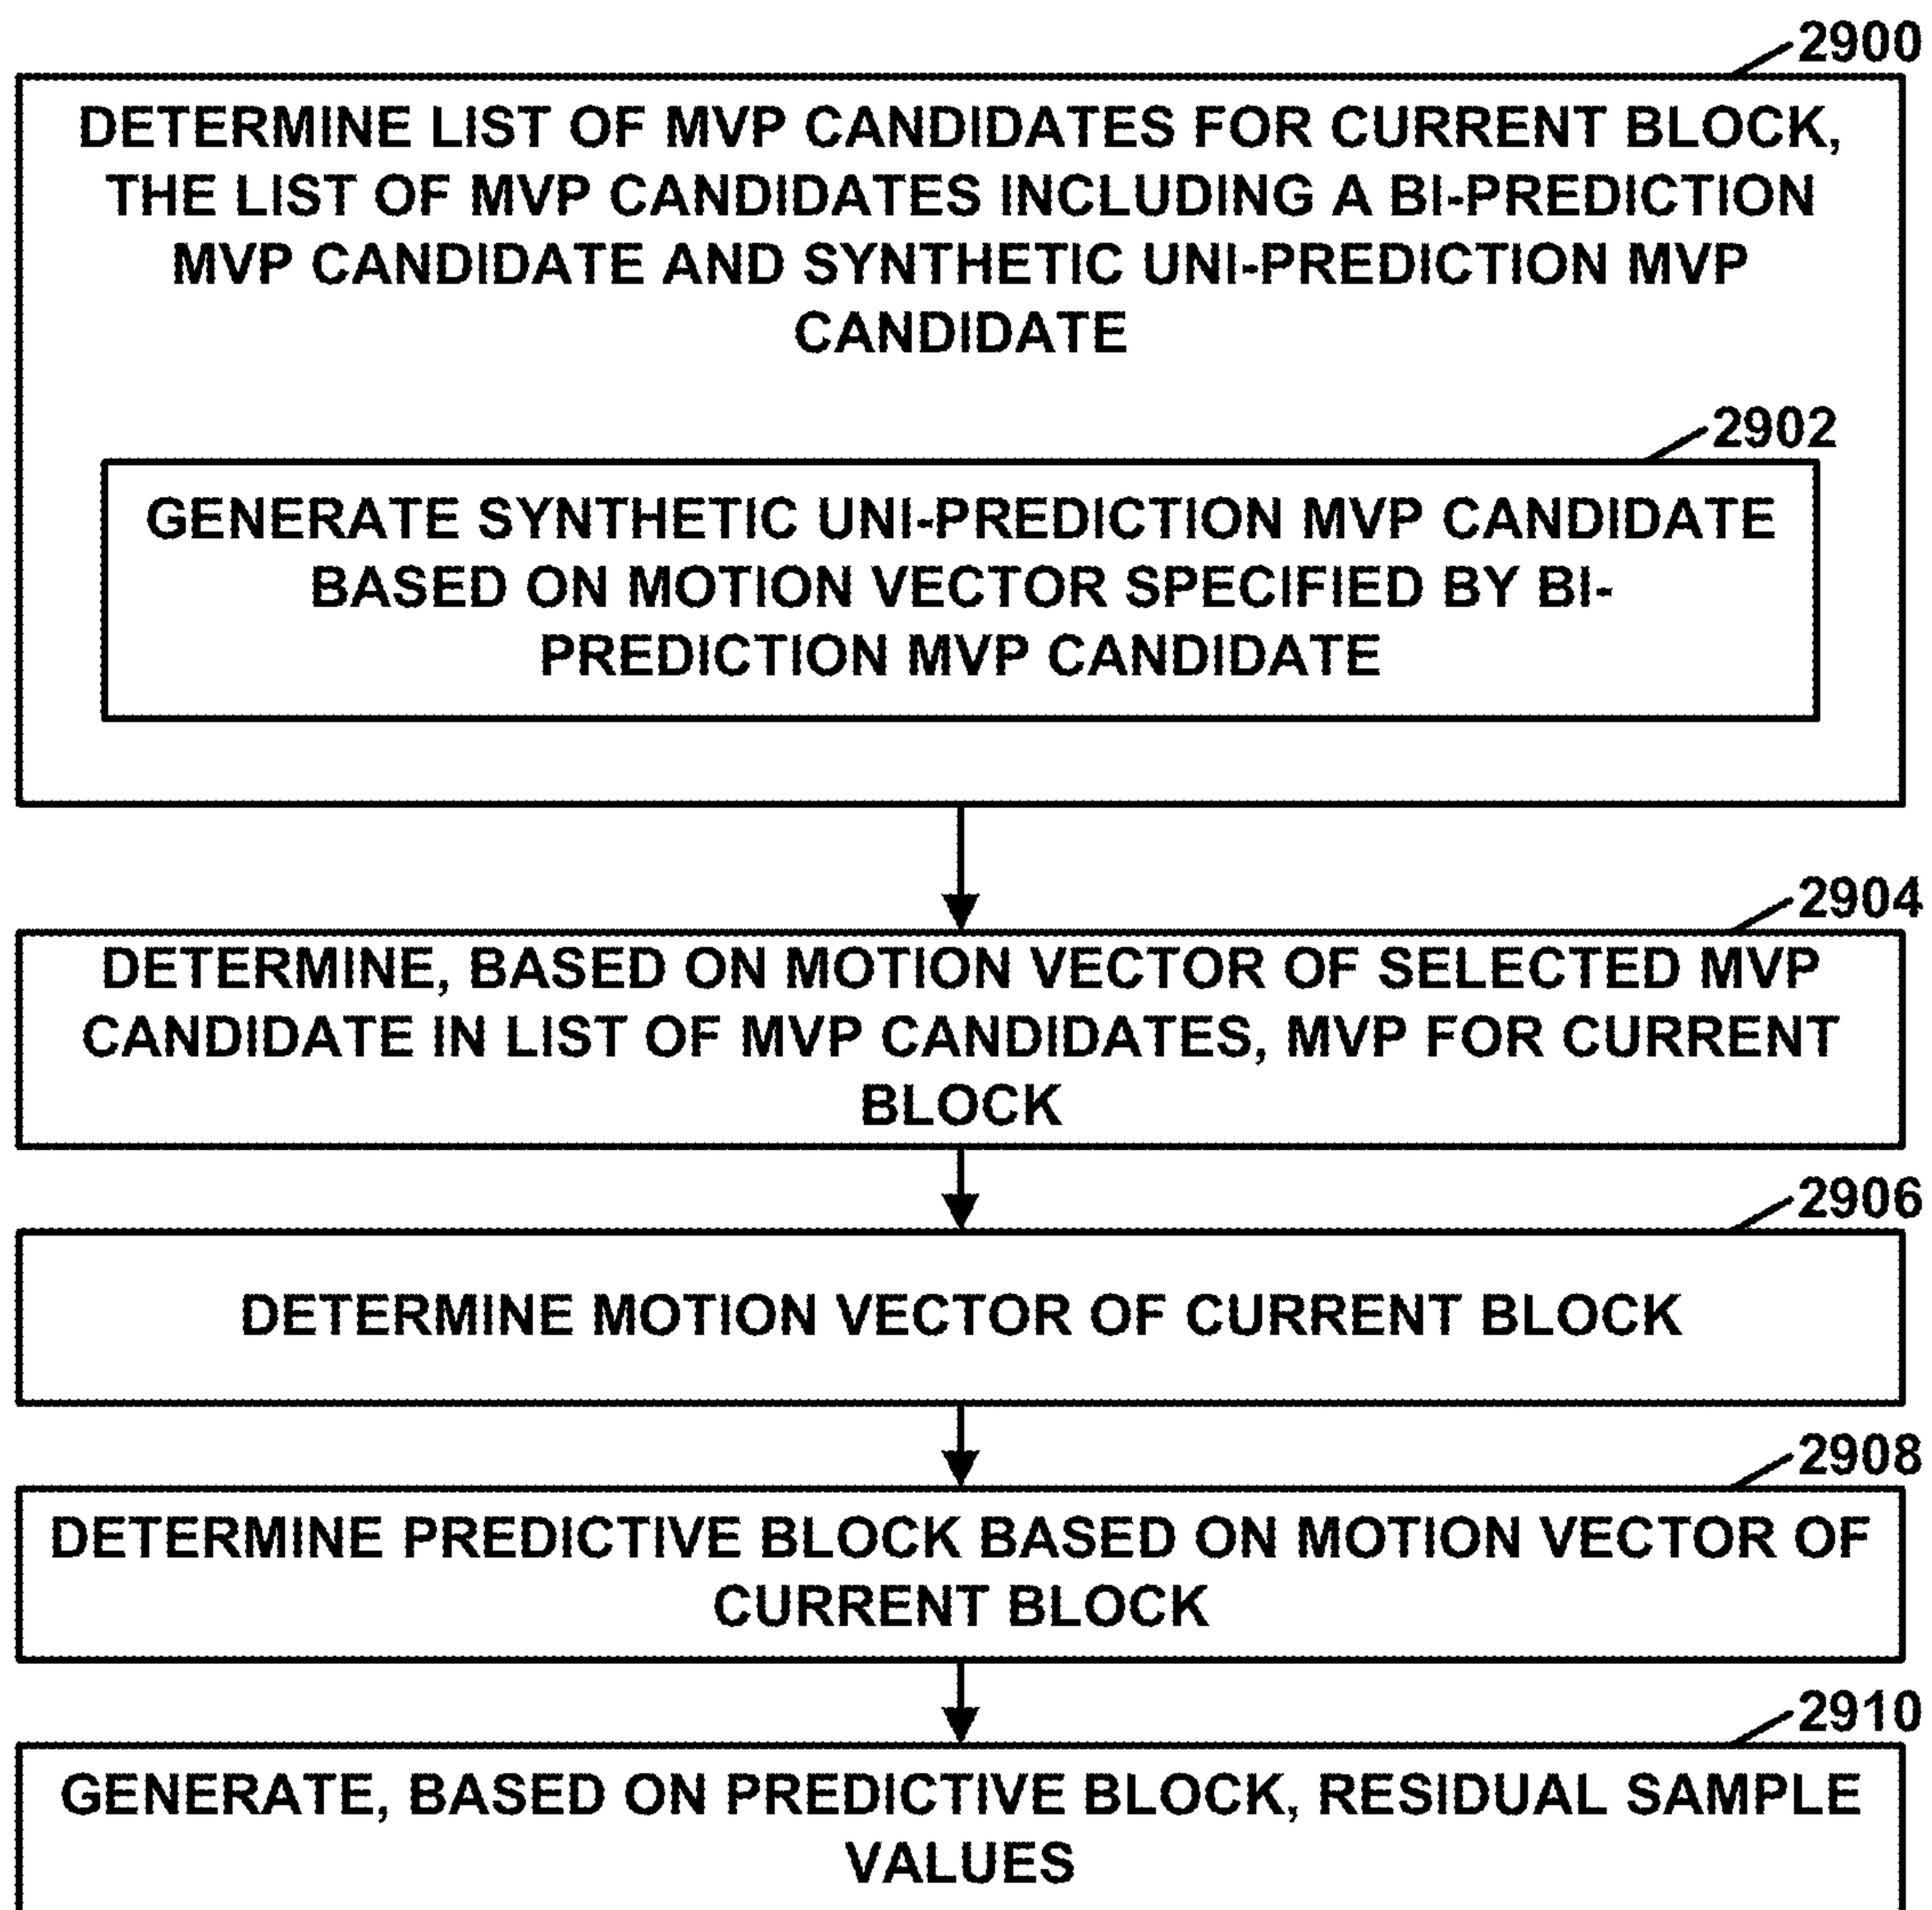 2900
DETERMINE LIST OF MVP CANDIDATES FOR CURRENT BLOCK,
THE LIST OF MVP CANDIDATES INCLUDING A BI-PREDICTION
MVP CANDIDATE AND SYNTHETIC UNI-PREDICTION MVP
CANDIDATE
2902
GENERATE SYNTHETIC UNI-PREDICTION MVP CANDIDATE
BASED ON MOTION VECTOR SPECIFIED BY BI-
PREDICTION MVP CANDIDATE
2904
DETERMINE, BASED ON MOTION VECTOR OF SELECTED MVP
CANDIDATE IN LIST OF MVP CANDIDATES, MVP FOR CURRENT
BLOCK
2906
DETERMINE MOTION VECTOR OF CURRENT BLOCK
2908
DETERMINE PREDICTIVE BLOCK BASED ON MOTION VECTOR OF
CURRENT BLOCK
2910
GENERATE, BASED ON PREDICTIVE BLOCK, RESIDUAL SAMPLE
VALUES